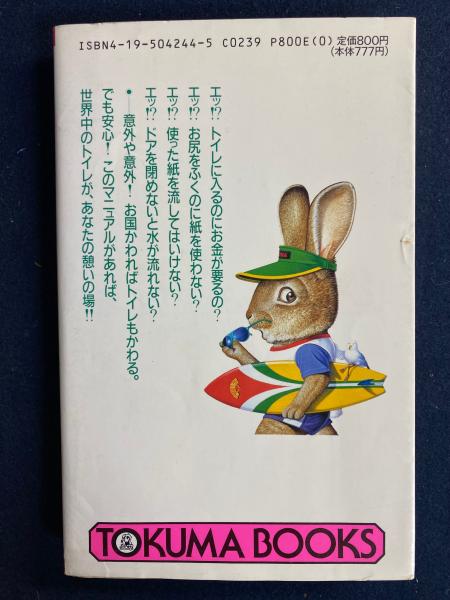 ISBN4-19-504244-5 C0239 P800E(0) 定価800円
(本体777円)
エッ!? トイレに入るのにお金が要るの?
エッ!? お尻をふくのに紙を使わない?
エッ!? 使った紙を流してはいけない?
エッ!? ドアを閉めないと水が流れない?
●――意外や意外! お国かわればトイレもかわる。
でも安心! このマニュアルがあれば、
世界中のトイレが、あなたの憩いの場!!
TOKUMA BOOKS